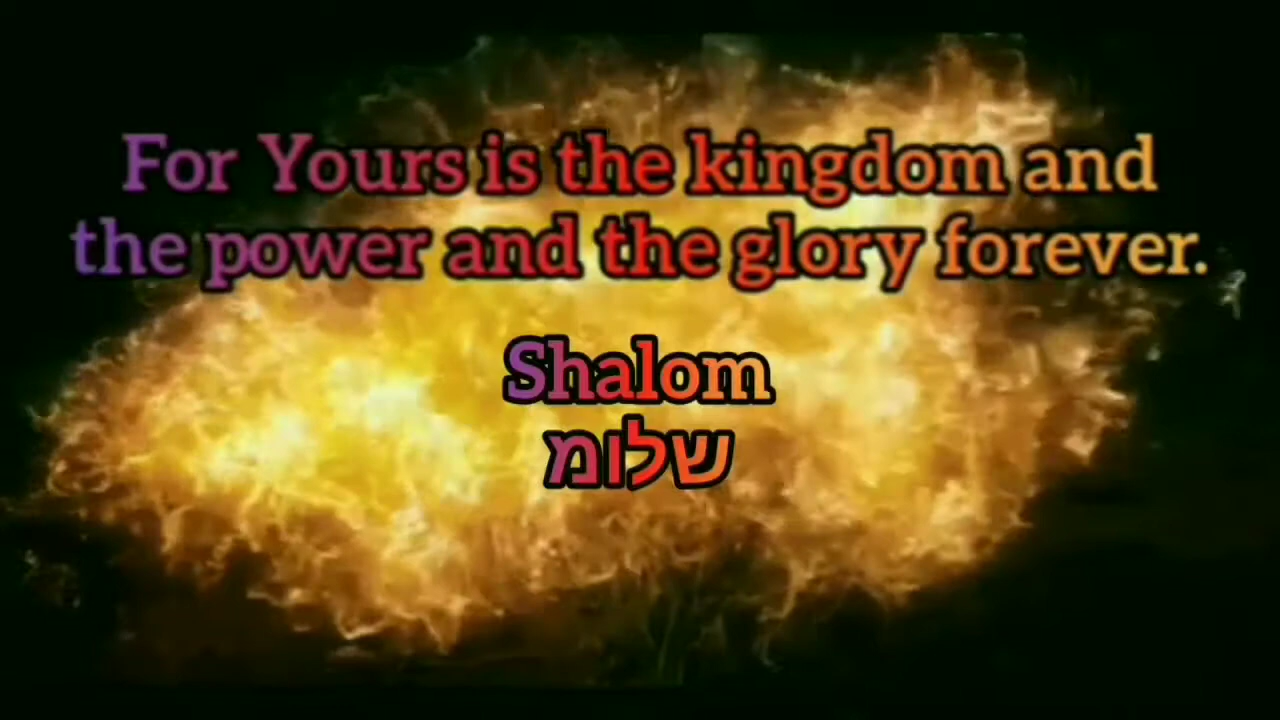 For Yours is the kingdom and
the power and the glory forever.
Shalom
שלומ